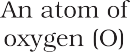 An atom of
oxygen (O)